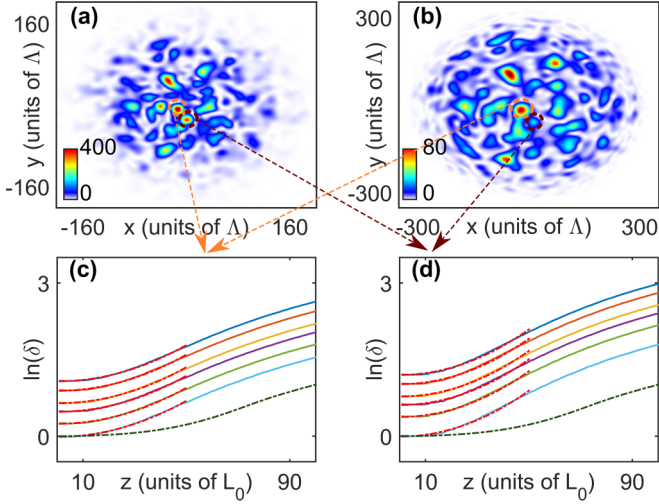 (a)
160
-160
y (units of Λ)
400
0
-160
x (units of Λ)
160
(b)
300
-300
y (units of Λ)
80
0
-300
x (units of Λ)
300
(c)
3
0
ln(δ)
10
z (units of L₀)
90
(d)
3
0
ln(δ)
10
z (units of L₀)
90